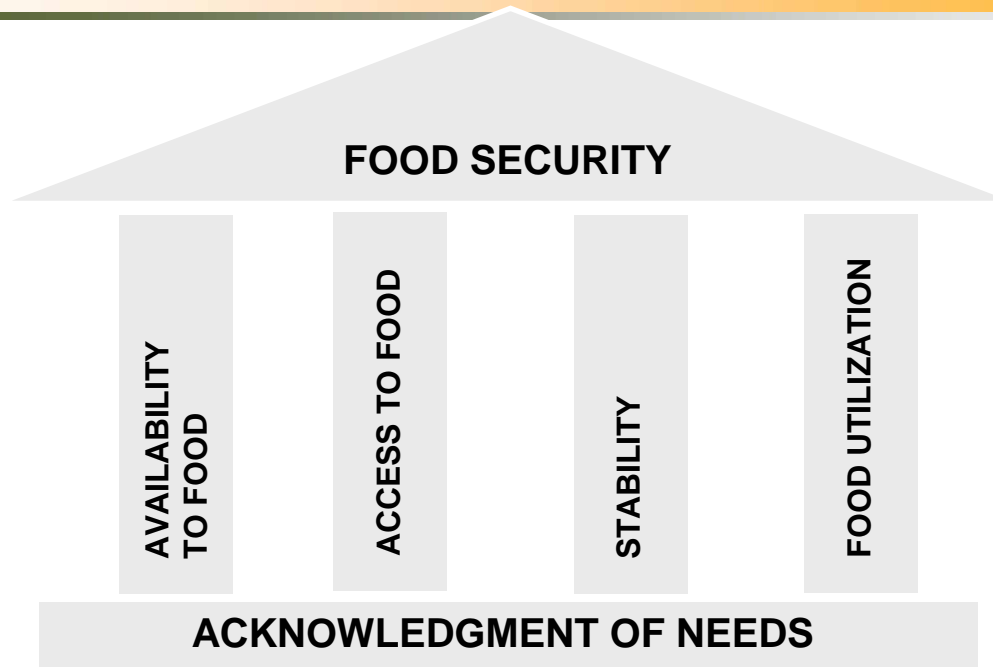 FOOD SECURITY
AVAILABILITY
TO FOOD
ACCESS TO FOOD
STABILITY
FOOD UTILIZATION
ACKNOWLEDGMENT OF NEEDS